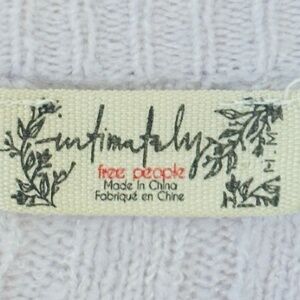 intimately
free people
Made In China
Fabriqué en Chine